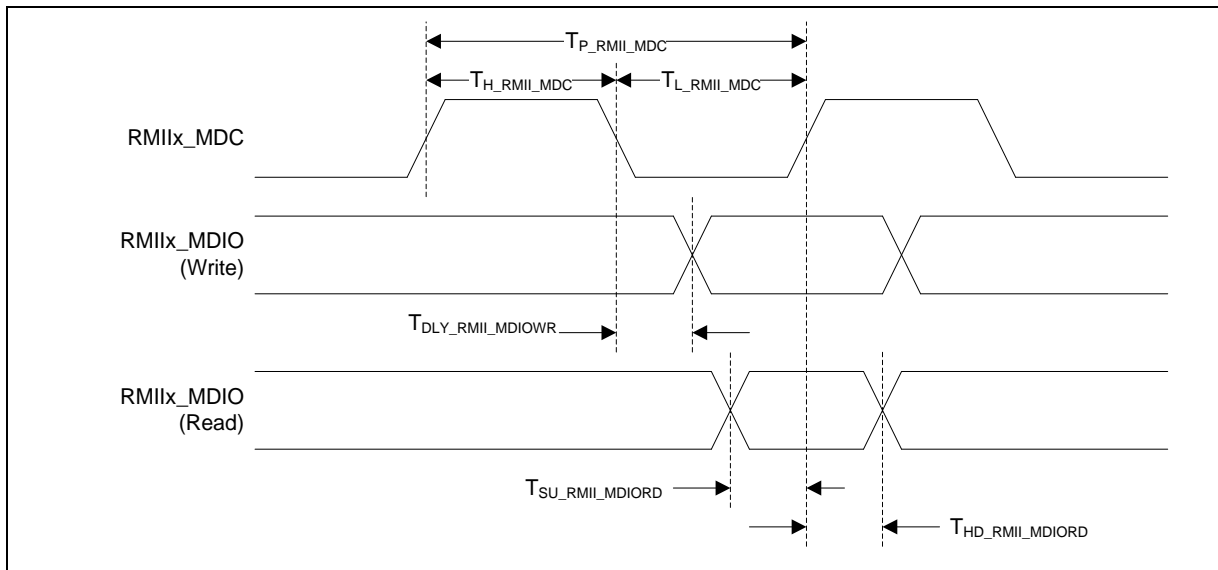 TP_RMII_MDC
TH_RMII_MDC
TL_RMII_MDC
RMIIx_MDC
RMIIx_MDIO
(Write)
TDLY_RMII_MDIOWR
RMIIx_MDIO
(Read)
TSU_RMII_MDIORD
THD_RMII_MDIORD